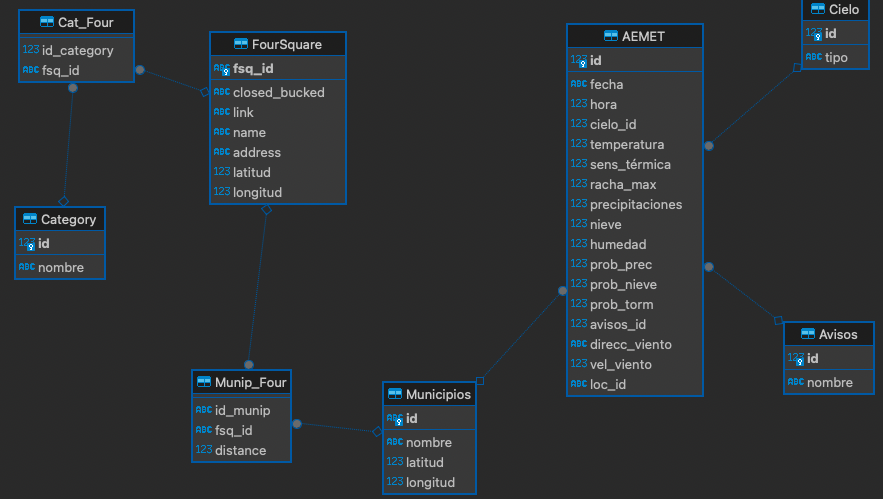 Cat_Four
123 id_category
ABC fsq_id
FourSquare
ABC fsq_id
ABC closed_bucked
ABC link
ABC name
ABC address
123 latitud
123 longitud
Category
123 id
ABC nombre
Munip_Four
ABC id_munip
ABC fsq_id
123 distance
Municipios
ABC id
ABC nombre
123 latitud
123 longitud
AEMET
123 id
ABC fecha
123 hora
123 cielo_id
123 temperatura
123 sens_térmica
123 racha_max
123 precipitaciones
123 nieve
123 humedad
123 prob_prec
123 prob_nieve
123 prob_torm
123 avisos_id
ABC direcc_viento
123 vel_viento
ABC loc_id
Cielo
123 id
ABC tipo
Avisos
123 id
ABC nombre